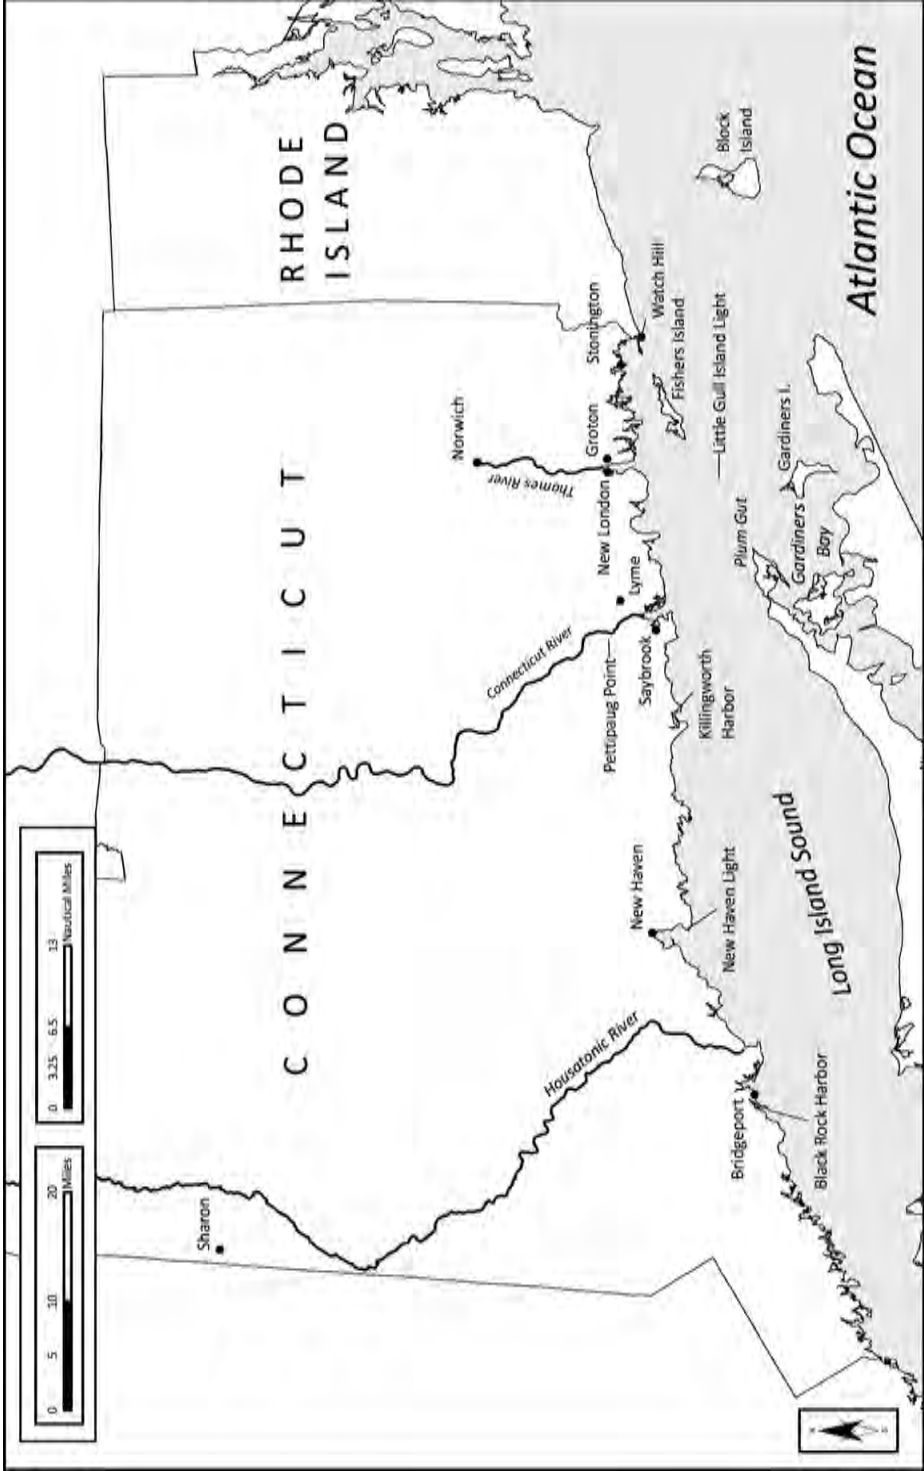 0 5 10 20
Miles
0 3.25 6.5 13
Nautical Miles
Sharon
CONNECTICUT
RHODE
ISLAND
Norwich
Thames River
Connecticut River
Housatonic River
Groton
Stonington
New London
Lyme
Pettipaug Point
Saybrook
Killingworth
Harbor
New Haven
New Haven Light
Bridgeport
Black Rock Harbor
Watch Hill
Fishers Island
Little Gull Island Light
Block
Island
Plum Gut
Gardiners I.
Gardiners
Bay
Long Island Sound
Atlantic Ocean